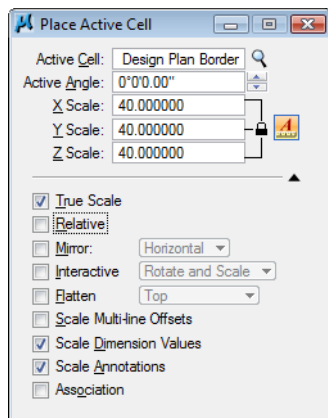 Place Active Cell
Active Cell: Design Plan Border
Active Angle: 0°0'0.00"
X Scale: 40.000000
Y Scale: 40.000000
Z Scale: 40.000000
A
True Scale
Relative
Mirror: Horizontal
Interactive Rotate and Scale
Flatten Top
Scale Multi-line Offsets
Scale Dimension Values
Scale Annotations
Association